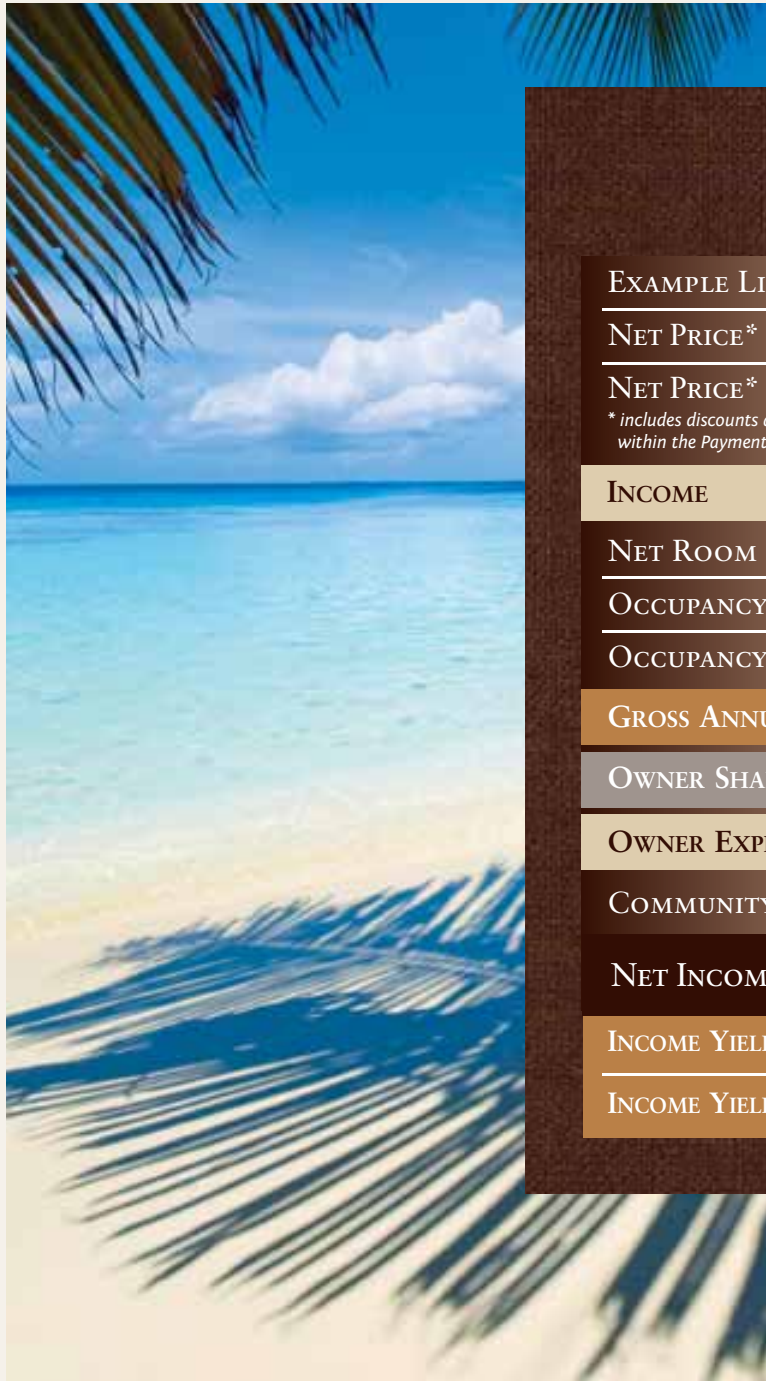 Example Li
Net Price*
Net Price*
* includes discounts
within the Payment
Income
Net Room
Occupancy
Occupancy
Gross Annu
Owner Sha
Owner Exp
Community
Net Incom
Income Yiel
Income Yiel